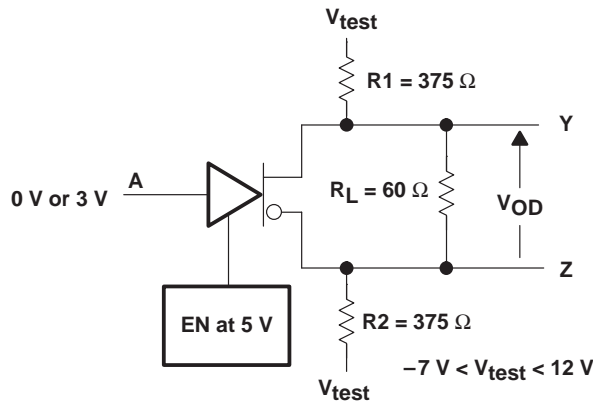 Vtest
R1 = 375 Ω
Y
A
0 V or 3 V
RL = 60 Ω
VOD
Z
EN at 5 V
R2 = 375 Ω
−7 V < Vtest < 12 V
Vtest